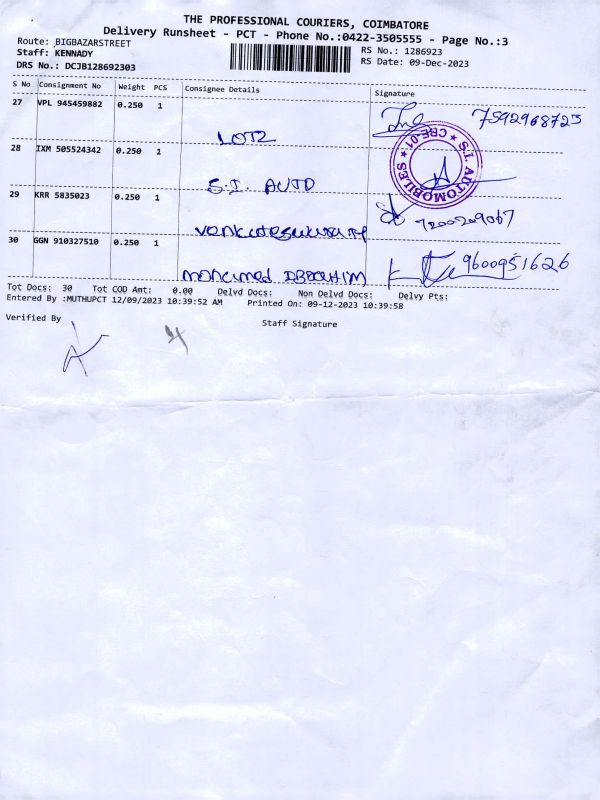 THE PROFESSIONAL COURIERS, COIMBATORE
Delivery Runsheet - PCT - Phone No.:0422-3505555 - Page No.:3
Route: BIGBAZARSTREET
RS No.: 1286923
Staff: KENNADY
RS Date: 09-Dec-2023
DRS No.: DCJB128692303
S No Consignment No Weight PCS Consignee Details Signature
27 VPL 945459882 0.250 1
7592968725
LOTZ
28 IXM 505524342 0.250 1
S.I. AUTOMOBILES
CBE-01
S.I. AUTO
29 KRR 5835023 0.250 1
7200209067
30 GGN 910327510 0.250 1
9600951626
mohamed IBRAHIM
Tot Docs: 30 Tot COD Amt: 0.00 Delvd Docs: Non Delvd Docs: Delvy Pts:
Entered By :MUTHUPCT 12/09/2023 10:39:52 AM Printed On: 09-12-2023 10:39:58
Verified By
Staff Signature